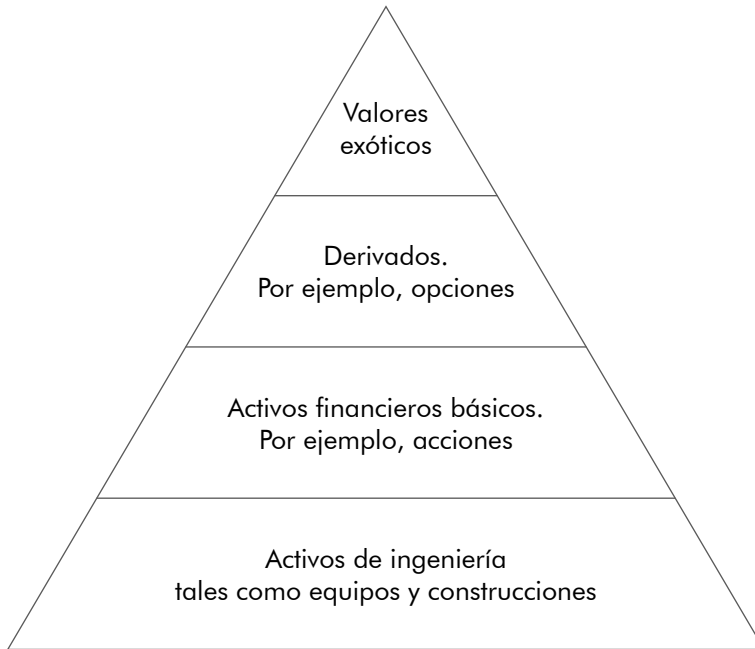 Valores
exóticos
Derivados.
Por ejemplo, opciones
Activos financieros básicos.
Por ejemplo, acciones
Activos de ingeniería
tales como equipos y construcciones